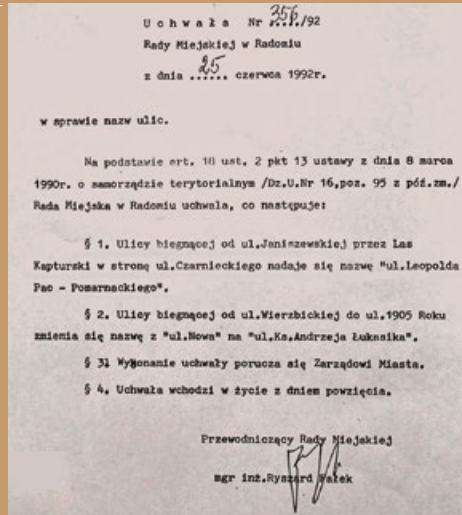 U c h w a ł a Nr 356/92
Rady Miejskiej w Radomiu
z dnia 25 czerwca 1992r.
w sprawie nazw ulic.
Na podstawie art. 18 ust. 2 pkt 13 ustawy z dnia 8 marca
1990r. o samorządzie terytorialnym /Dz.U.Nr 16,poz. 95 z póź.zm./
Rada Miejska w Radomiu uchwala, co następuje:
§ 1. Ulicy biegnącej od ul.Janiszewskiej przez Las
Kapturski w stronę ul.Czarnieckiego nadaje się nazwę "ul.Leopolda
Pac - Pomarnackiego".
§ 2. Ulicy biegnącej od ul.Wierzbickiej do ul.1905 Roku
zmienia się nazwę z "ul.Nowa" na "ul.Ks.Andrzeja Łukasika".
§ 31 Wykonanie uchwały porucza się Zarządowi Miasta.
§ 4. Uchwała wchodzi w życie z dniem powzięcia.
Przewodniczący Rady Miejskiej
mgr inż.Ryszard Fałek